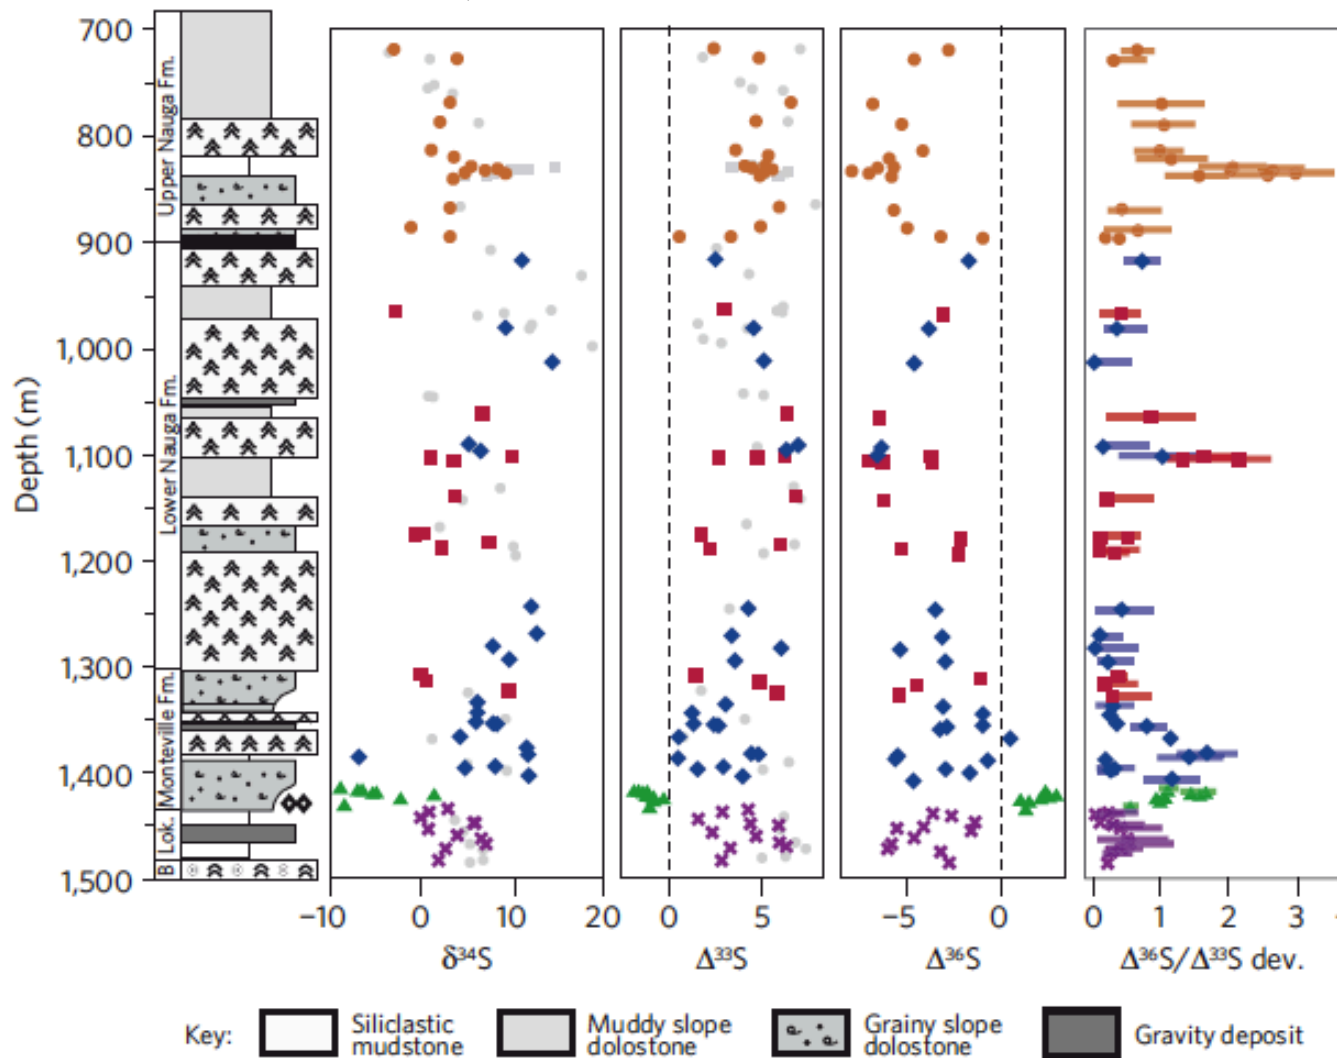 700
800
900
1,000
1,100
1,200
1,300
1,400
1,500
Depth (m)
Upper Nauga Fm.
Lower Nauga Fm.
Monteville Fm.
Lok.
B
−10 0 10 20
0 5
−5 0
0 1 2 3
δ³⁴S
Δ³³S
Δ³⁶S
Δ³⁶S/Δ³³S dev.
Key:
Siliclastic
mudstone
Muddy slope
dolostone
Grainy slope
dolostone
Gravity deposit